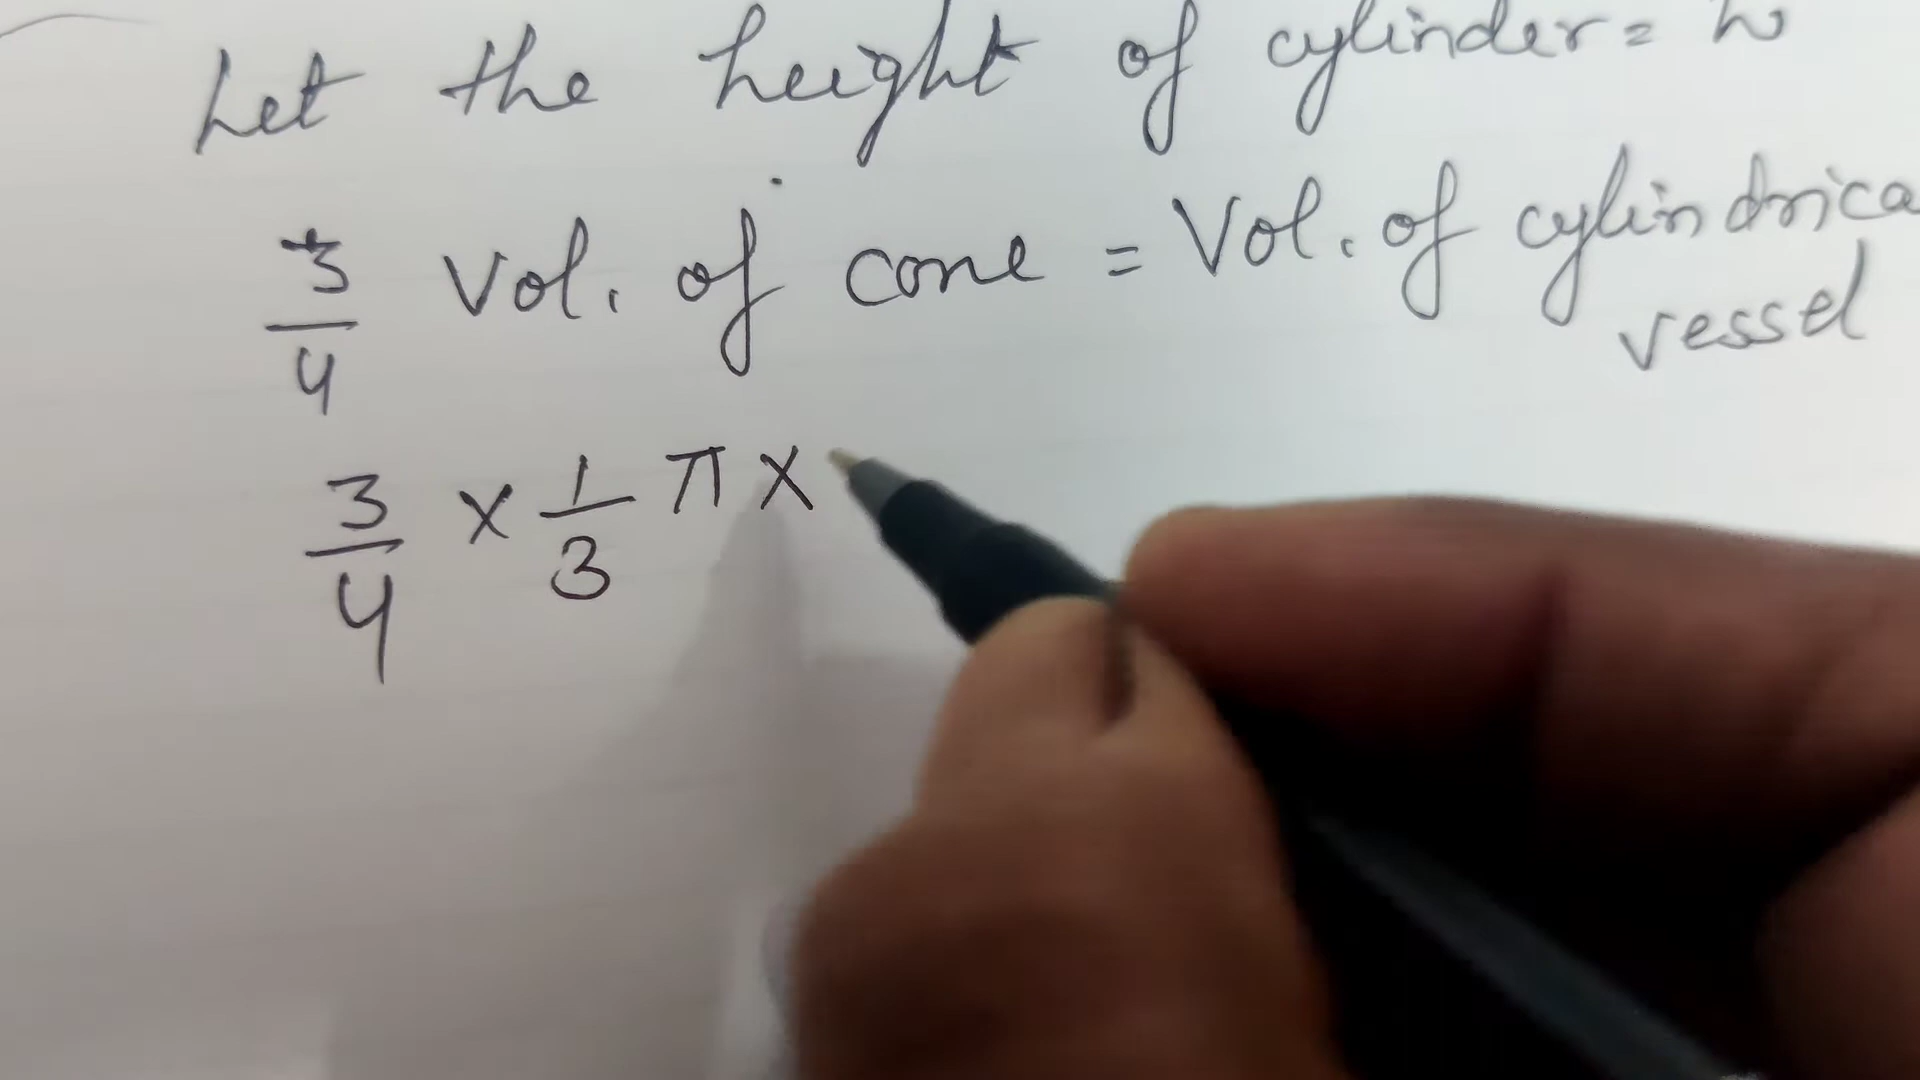 Let the height of cylinder = h
3/4 Vol. of cone = Vol. of cylindrica
vessel
3/4 × 1/3 π ×